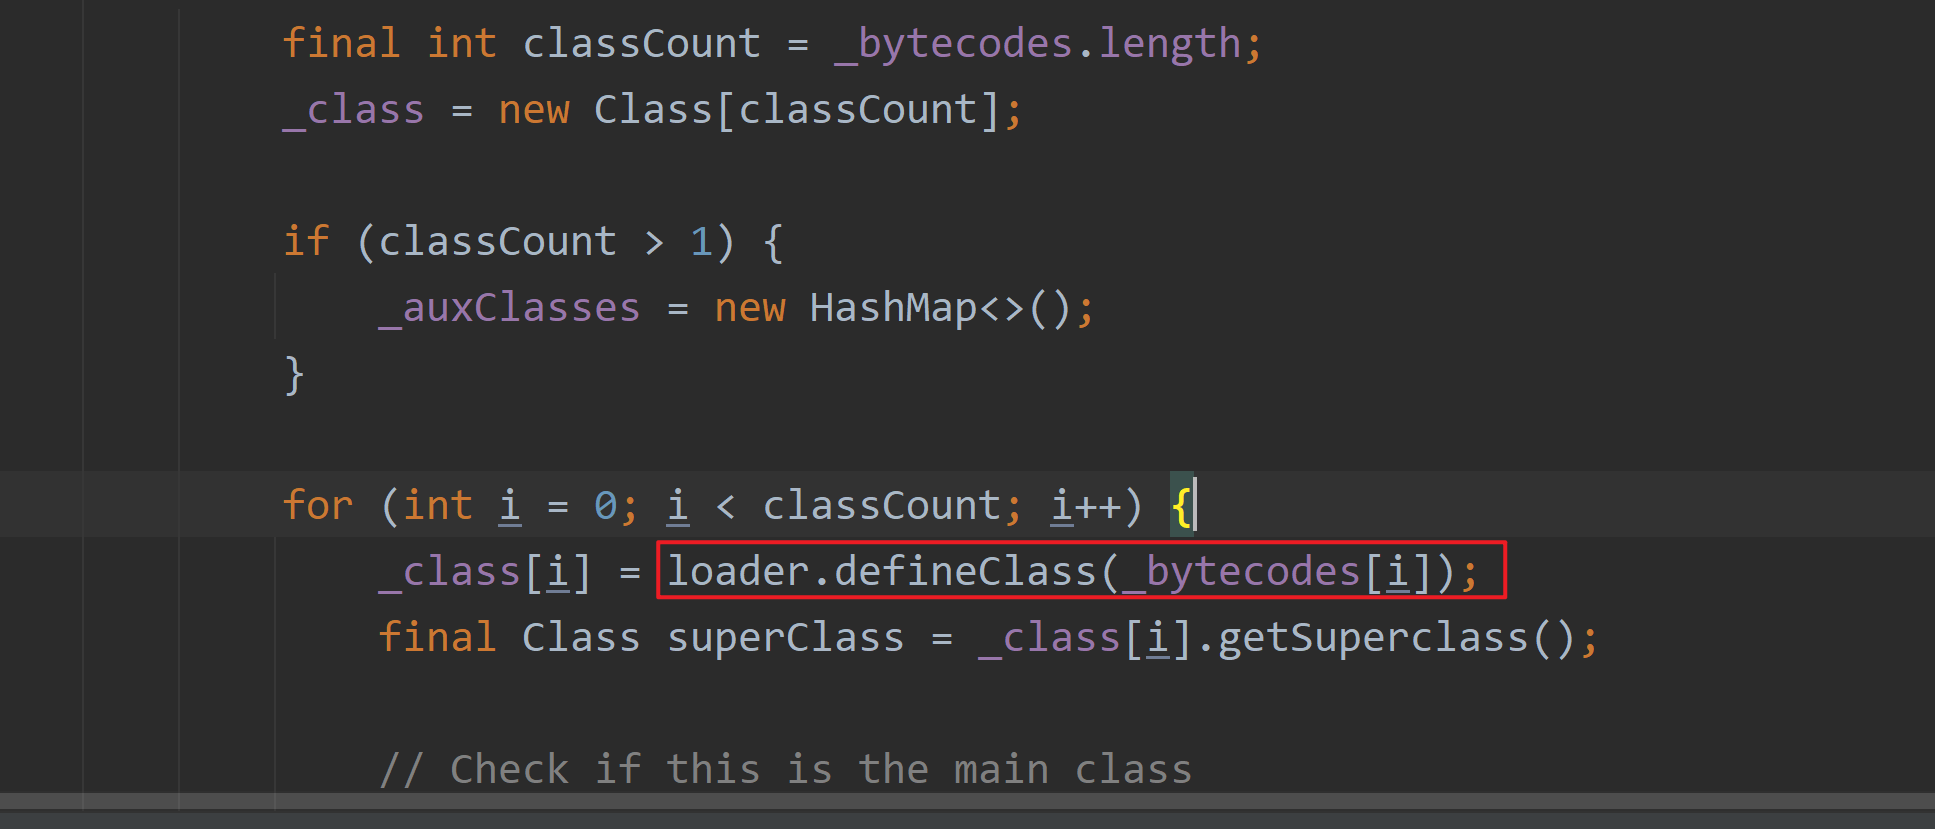 final int classCount = _bytecodes.length;
_class = new Class[classCount];
if (classCount > 1) {
_auxClasses = new HashMap<>();
}
for (int i = 0; i < classCount; i++) {
_class[i] = loader.defineClass(_bytecodes[i]);
final Class superClass = _class[i].getSuperclass();
// Check if this is the main class